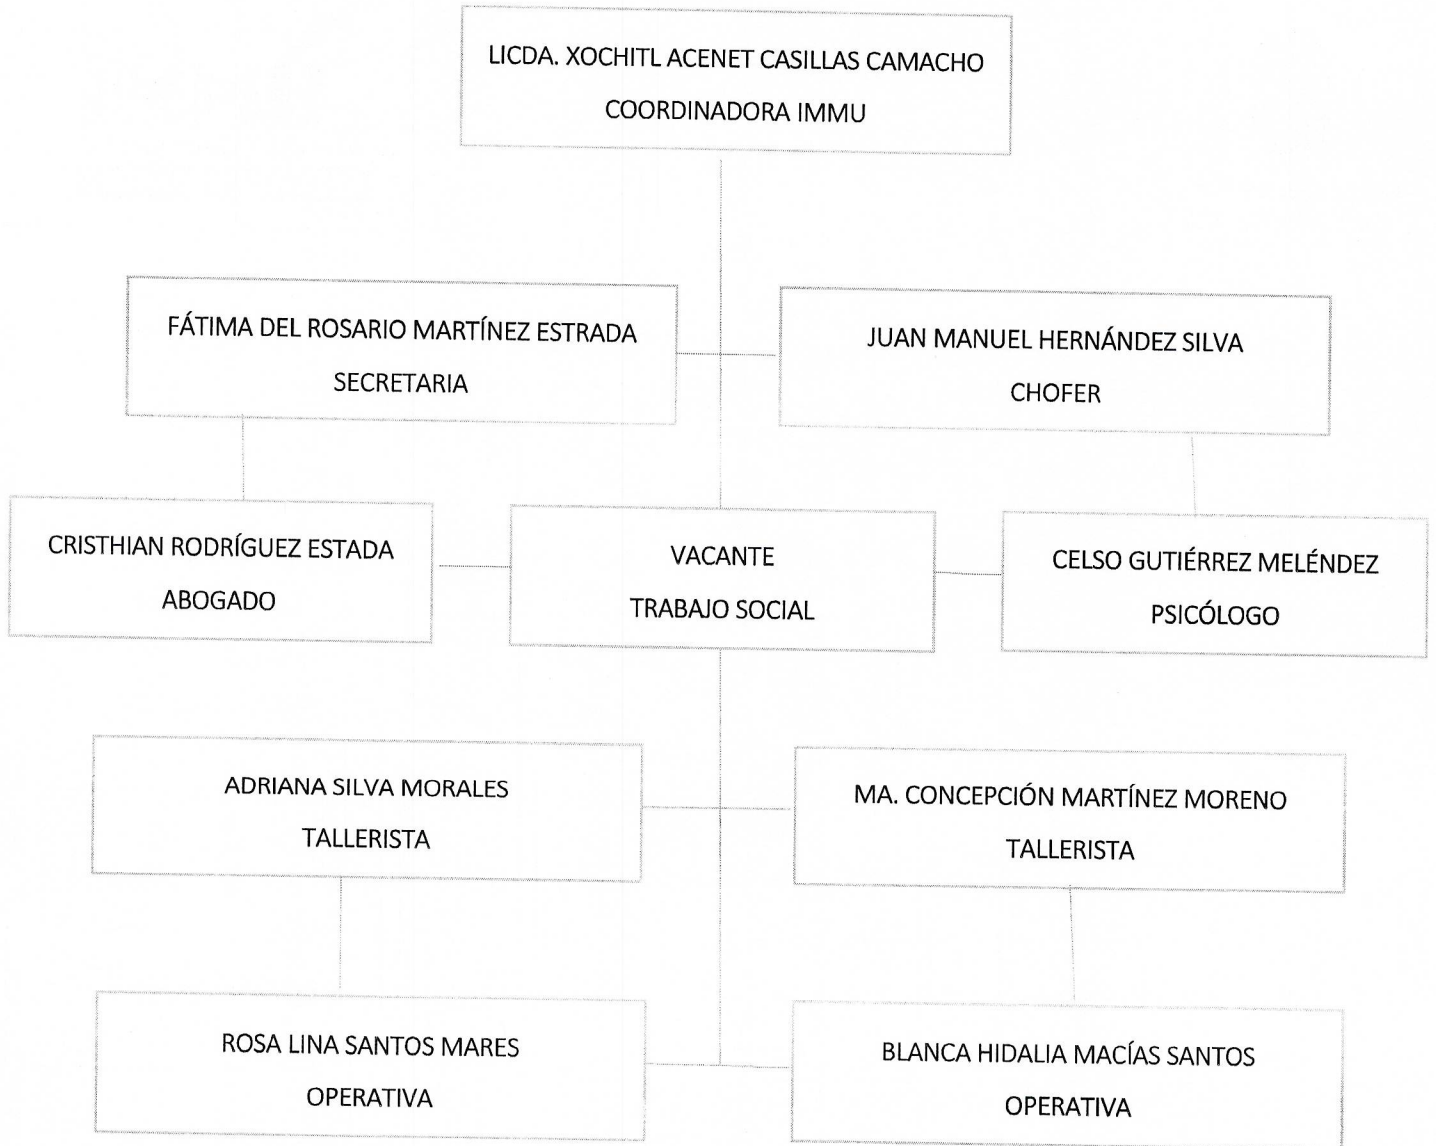 LICDA. XOCHITL ACENET CASILLAS CAMACHO
COORDINADORA IMMU
FÁTIMA DEL ROSARIO MARTÍNEZ ESTRADA
SECRETARIA
JUAN MANUEL HERNÁNDEZ SILVA
CHOFER
CRISTHIAN RODRÍGUEZ ESTADA
ABOGADO
VACANTE
TRABAJO SOCIAL
CELSO GUTIÉRREZ MELÉNDEZ
PSICÓLOGO
ADRIANA SILVA MORALES
TALLERISTA
MA. CONCEPCIÓN MARTÍNEZ MORENO
TALLERISTA
ROSA LINA SANTOS MARES
OPERATIVA
BLANCA HIDALIA MACÍAS SANTOS
OPERATIVA